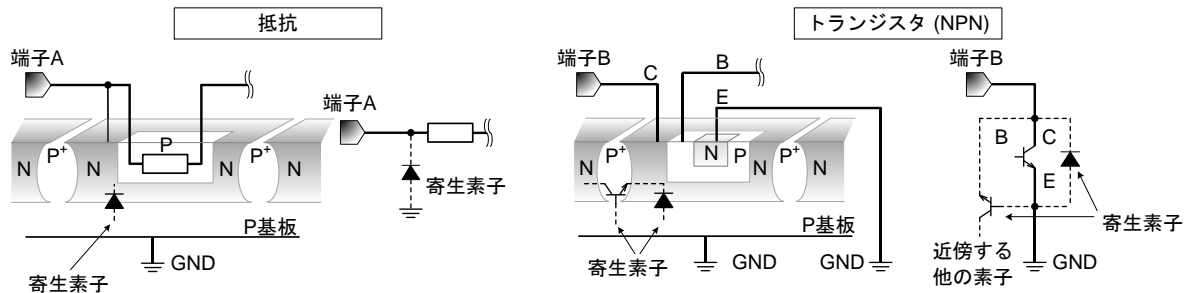 抵抗
端子A
P
N
P+
N
N
P+
N
P基板
寄生素子
GND
端子A
寄生素子
トランジスタ (NPN)
端子B
C
B
E
N
P+
N
N
P
N
P+
N
P基板
寄生素子
GND
GND
端子B
B
C
E
寄生素子
近傍する
他の素子
GND